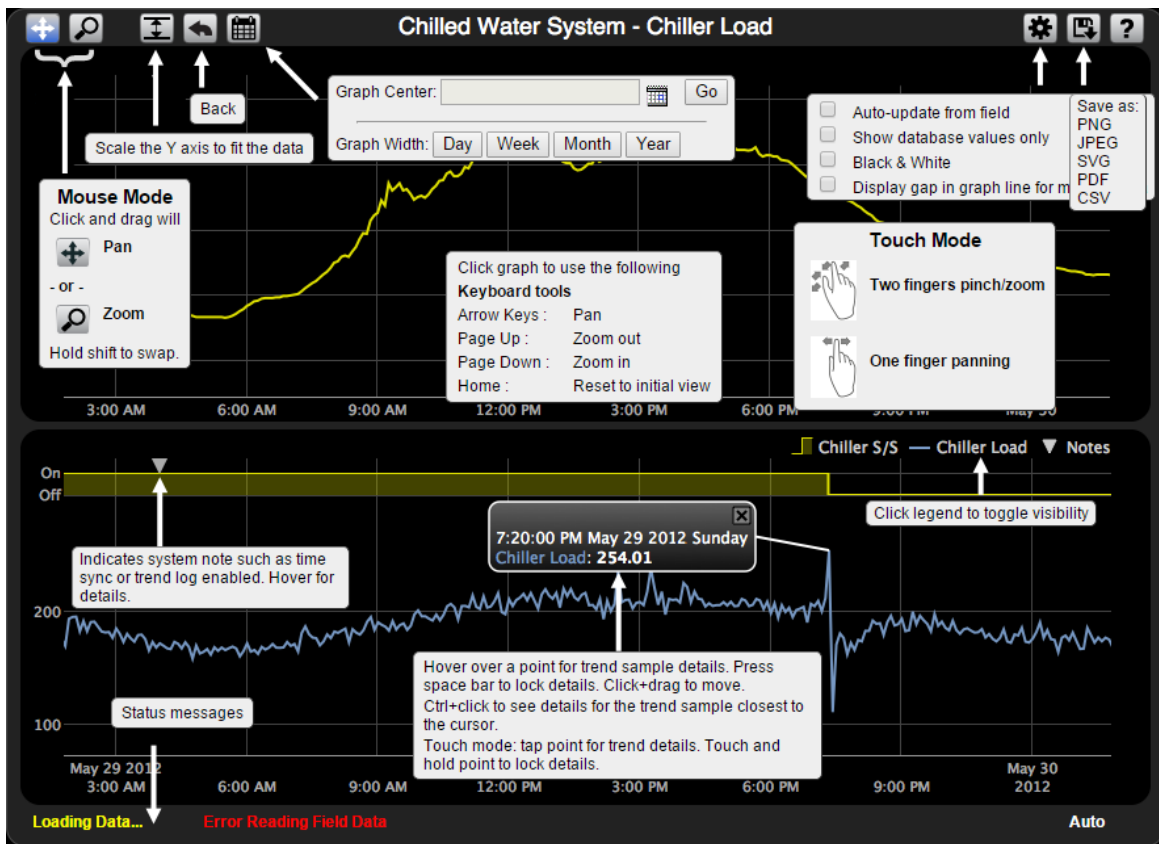 Chilled Water System - Chiller Load
?
Back
Scale the Y axis to fit the data
Graph Center:
Go
Graph Width:
Day
Week
Month
Year
Auto-update from field
Show database values only
Black & White
Display gap in graph line for m
Save as:
PNG
JPEG
SVG
PDF
CSV
Mouse Mode
Click and drag will
Pan
- or -
Zoom
Hold shift to swap.
Click graph to use the following
Keyboard tools
Arrow Keys : Pan
Page Up : Zoom out
Page Down : Zoom in
Home : Reset to initial view
Touch Mode
Two fingers pinch/zoom
One finger panning
3:00 AM
6:00 AM
9:00 AM
12:00 PM
3:00 PM
6:00 PM
9:00 PM
May 30
Chiller S/S
Chiller Load
Notes
On
Off
Click legend to toggle visibility
7:20:00 PM May 29 2012 Sunday
Chiller Load: 254.01
Indicates system note such as time
sync or trend log enabled. Hover for
details.
200
Hover over a point for trend sample details. Press
space bar to lock details. Click+drag to move.
Ctrl+click to see details for the trend sample closest to
the cursor.
Touch mode: tap point for trend details. Touch and
hold point to lock details.
Status messages
100
May 29 2012
3:00 AM
6:00 AM
9:00 AM
12:00 PM
3:00 PM
6:00 PM
9:00 PM
May 30
2012
Loading Data...
Error Reading Field Data
Auto